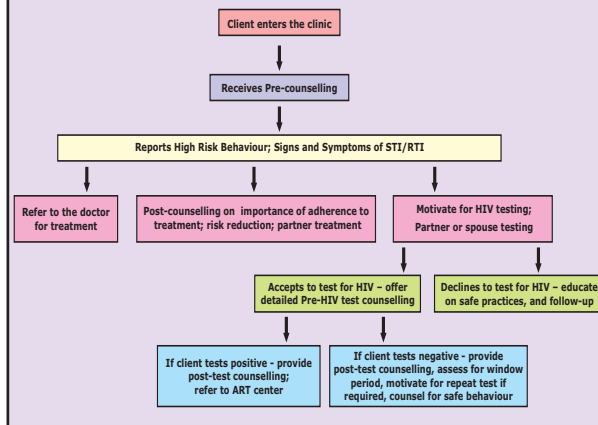 Client enters the clinic
Receives Pre-counselling
Reports High Risk Behaviour; Signs and Symptoms of STI/RTI
Refer to the doctor
for treatment
Post-counselling on importance of adherence to
treatment; risk reduction; partner treatment
Motivate for HIV testing;
Partner or spouse testing
Accepts to test for HIV – offer
detailed Pre-HIV test counselling
Declines to test for HIV – educate
on safe practices, and follow-up
If client tests positive - provide
post-test counselling;
refer to ART center
If client tests negative - provide
post-test counselling, assess for window
period, motivate for repeat test if
required, counsel for safe behaviour